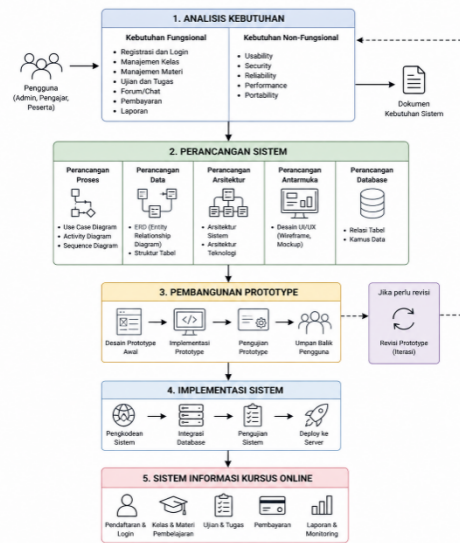 1. ANALISIS KEBUTUHAN
Kebutuhan Fungsional
• Registrasi dan Login
• Manajemen Kelas
• Manajemen Materi
• Ujian dan Tugas
• Forum/Chat
• Pembayaran
• Laporan
Kebutuhan Non-Fungsional
• Usability
• Security
• Reliability
• Performance
• Portability
Pengguna
(Admin, Pengajar,
Peserta)
Dokumen
Kebutuhan Sistem
2. PERANCANGAN SISTEM
Perancangan
Proses
• Use Case Diagram
• Activity Diagram
• Sequence Diagram
Perancangan
Data
• ERD (Entity
Relationship
Diagram)
• Struktur Tabel
Perancangan
Arsitektur
• Arsitektur
Sistem
• Arsitektur
Teknologi
Perancangan
Antarmuka
• Desain UI/UX
(Wireframe,
Mockup)
Perancangan
Database
• Relasi Tabel
• Kamus Data
3. PEMBANGUNAN PROTOTYPE
Desain Prototype
Awal
Implementasi
Prototype
Pengujian
Prototype
Umpan Balik
Pengguna
Jika perlu revisi
Revisi Prototype
(Iterasi)
4. IMPLEMENTASI SISTEM
Pengkodean
Sistem
Integrasi
Database
Pengujian
Sistem
Deploy ke
Server
5. SISTEM INFORMASI KURSUS ONLINE
Pendaftaran &
Login
Kelas & Materi
Pembelajaran
Ujian & Tugas
Pembayaran
Laporan &
Monitoring